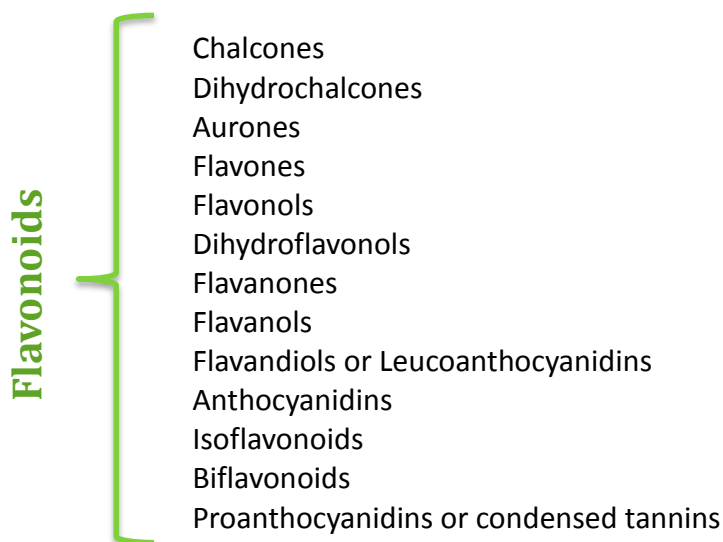 Flavonoids
Chalcones
Dihydrochalcones
Aurones
Flavones
Flavonols
Dihydroflavonols
Flavanones
Flavanols
Flavandiols or Leucoanthocyanidins
Anthocyanidins
Isoflavonoids
Biflavonoids
Proanthocyanidins or condensed tannins